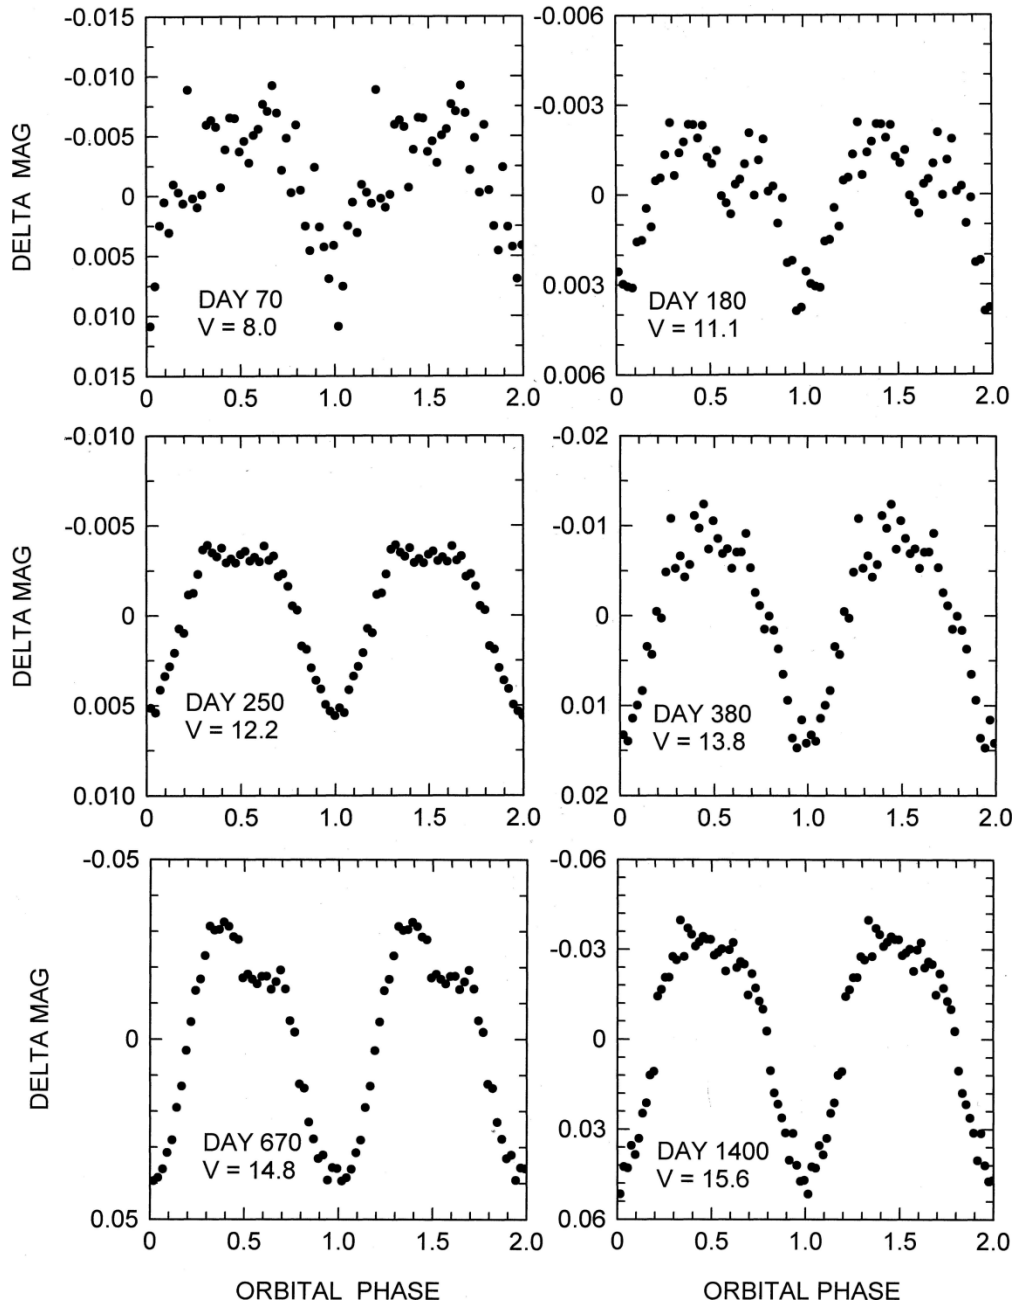 -0.015
-0.010
-0.005
0
0.005
0.010
0.015
DELTA MAG
DAY 70
V = 8.0
0 0.5 1.0 1.5 2.0
-0.006
-0.003
0
0.003
0.006
DAY 180
V = 11.1
0 0.5 1.0 1.5 2.0
-0.010
-0.005
0
0.005
0.010
DELTA MAG
DAY 250
V = 12.2
0 0.5 1.0 1.5 2.0
-0.02
-0.01
0
0.01
0.02
DAY 380
V = 13.8
0 0.5 1.0 1.5 2.0
-0.05
0
0.05
DELTA MAG
DAY 670
V = 14.8
0 0.5 1.0 1.5 2.0
ORBITAL PHASE
-0.06
-0.03
0
0.03
0.06
DAY 1400
V = 15.6
0 0.5 1.0 1.5 2.0
ORBITAL PHASE